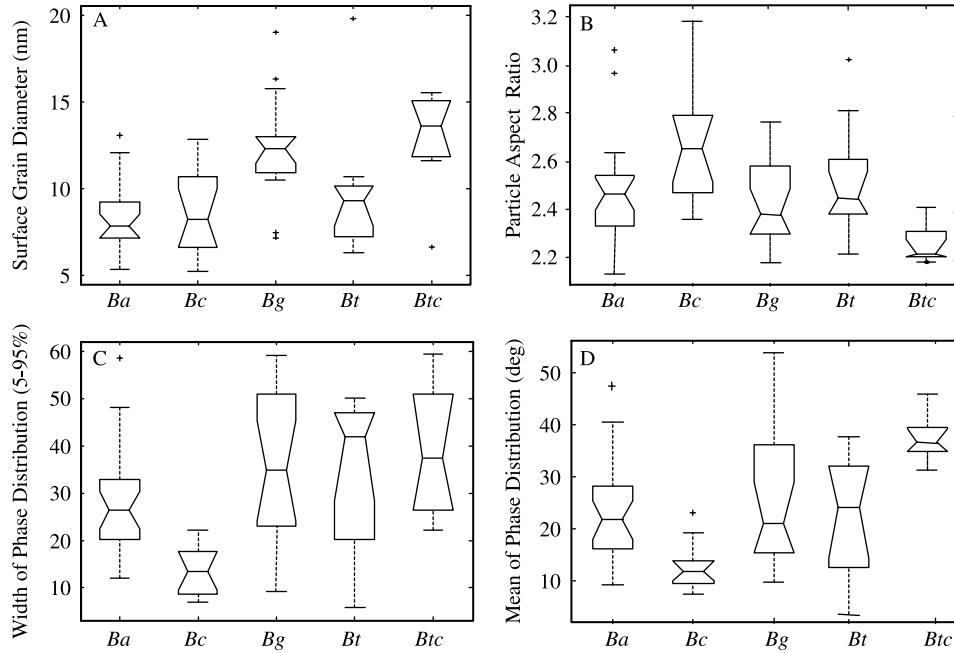 A
Surface Grain Diameter (nm)
20
15
10
5
Ba Bc Bg Bt Btc
B
Particle Aspect Ratio
3.2
3.0
2.8
2.6
2.4
2.2
Ba Bc Bg Bt Btc
C
Width of Phase Distribution (5-95%)
60
50
40
30
20
10
Ba Bc Bg Bt Btc
D
Mean of Phase Distribution (deg)
50
40
30
20
10
Ba Bc Bg Bt Btc